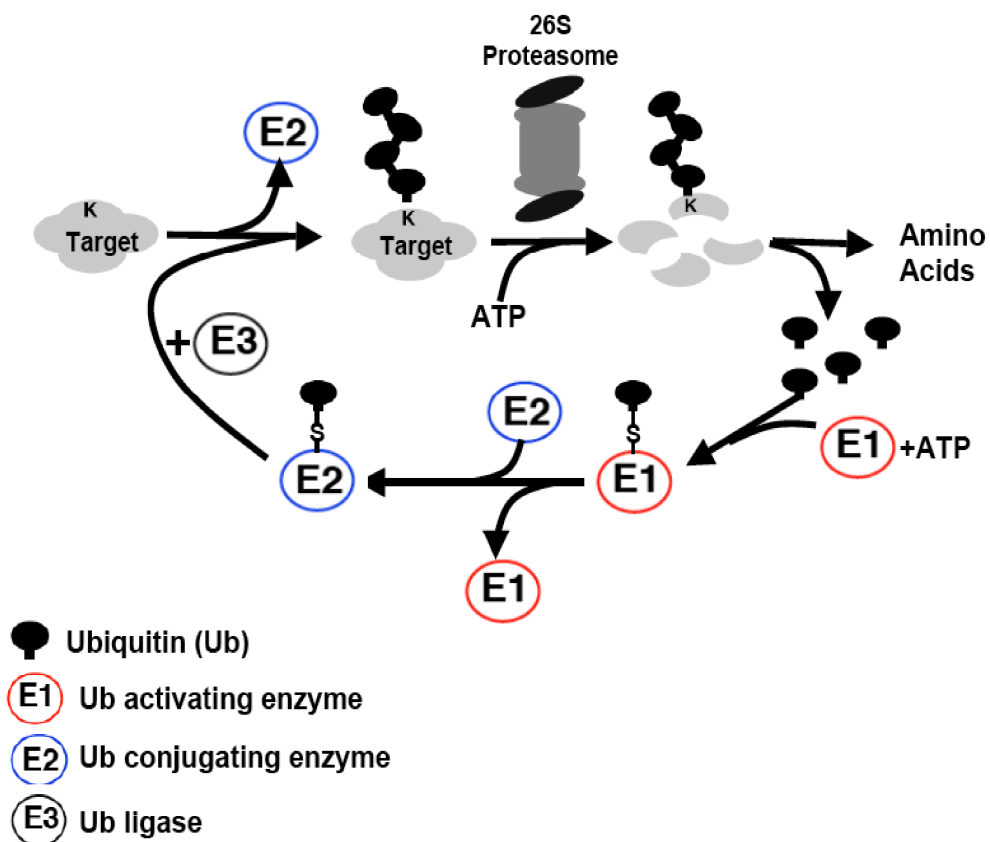 26S
Proteasome
E2
K
Target
K
Target
K
Amino
Acids
ATP
+
E3
S
E2
E2
S
E1
E1
+ATP
E1
Ubiquitin (Ub)
E1
Ub activating enzyme
E2
Ub conjugating enzyme
E3
Ub ligase